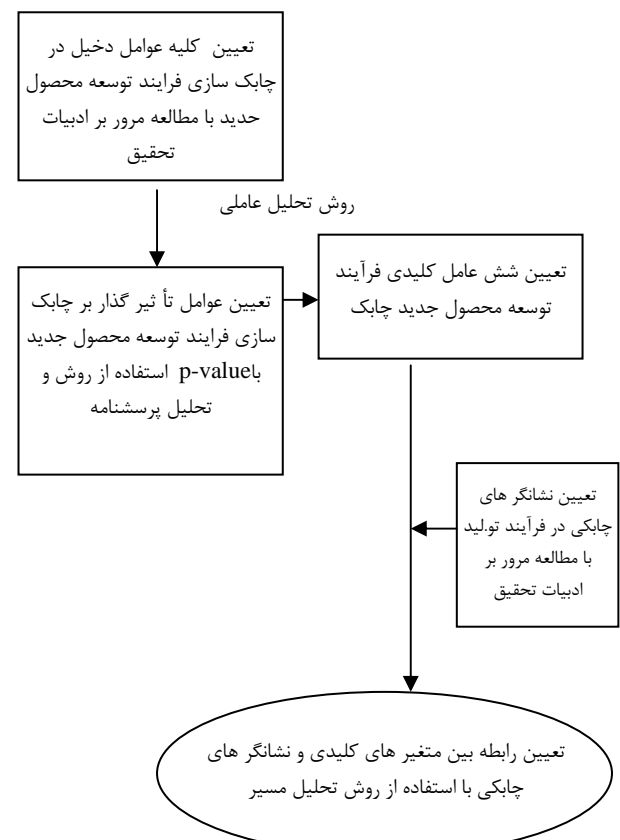 تعیین کلیه عوامل دخیل در
چابک سازی فرایند توسعه محصول
حدید با مطالعه مرور بر ادبیات
تحقیق
روش تحلیل عاملی
تعیین عوامل تأ ثیر گذار بر چابک
سازی فرایند توسعه محصول جدید
باp-value استفاده از روش و
تحلیل پرسشنامه
تعیین شش عامل کلیدی فرآیند
توسعه محصول جدید چابک
تعیین نشانگر های
چابکی در فرآیند تو.لید
با مطالعه مرور بر
ادبیات تحقیق
تعیین رابطه بین متغیر های کلیدی و نشانگر های
چابکی با استفاده از روش تحلیل مسیر